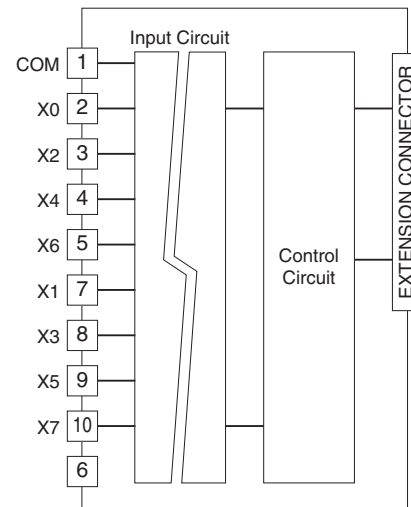 Input Circuit
COM 1
X0 2
X2 3
X4 4
X6 5
X1 7
X3 8
X5 9
X7 10
6
Control
Circuit
EXTENSION CONNECTOR